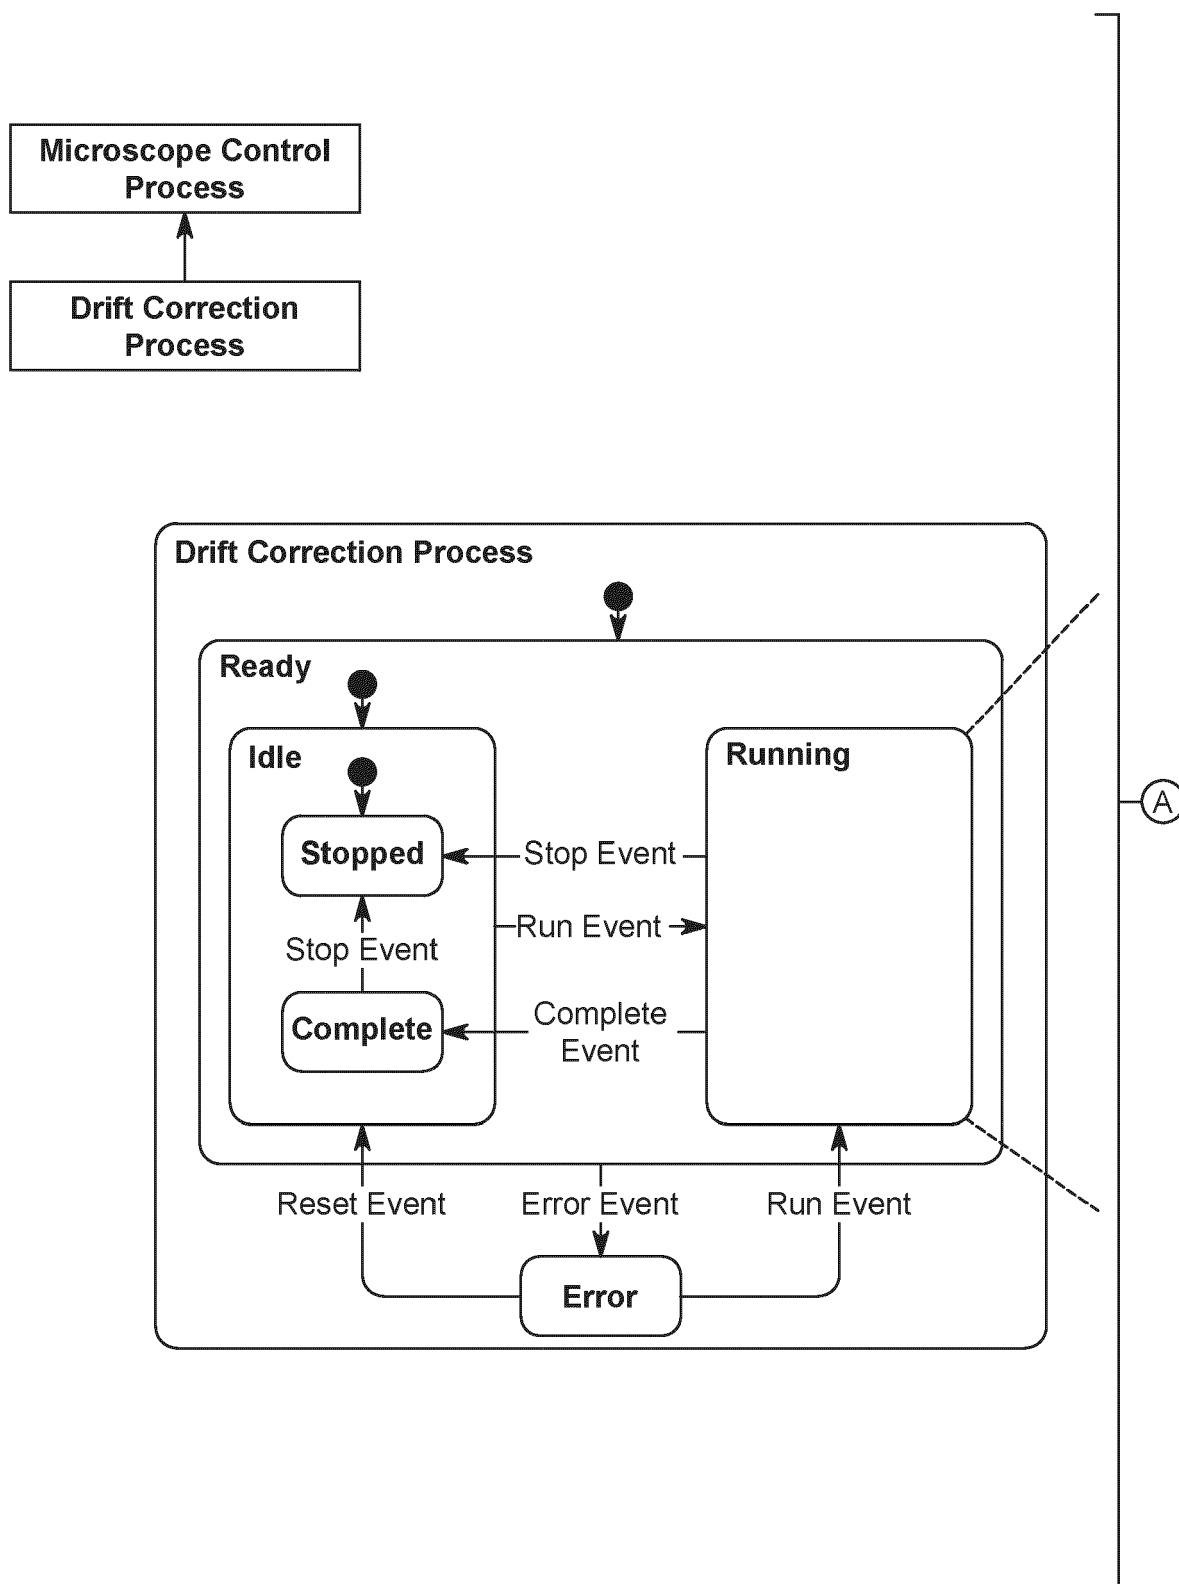 Microscope Control
Process
Drift Correction
Process
Drift Correction Process
Ready
Idle
Running
A
Stopped
Stop Event
Run Event
Stop Event
Complete
Event
Complete
Reset Event
Error Event
Run Event
Error